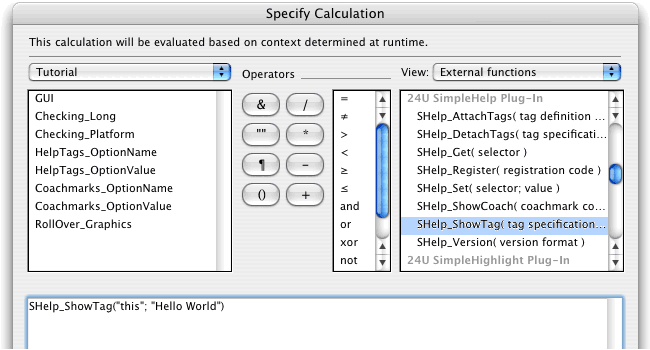 Specify Calculation
This calculation will be evaluated based on context determined at runtime.
Tutorial
Operators
View: External functions
GUI
Checking_Long
Checking_Platform
HelpTags_OptionName
HelpTags_OptionValue
Coachmarks_OptionName
Coachmarks_OptionValue
RollOver_Graphics
& /
"" *
¶ –
() +
=
≠
>
<
≥
≤
and
or
xor
not
24U SimpleHelp Plug-In
SHelp_AttachTags( tag definition ...
SHelp_DetachTags( tag specificati...
SHelp_Get( selector )
SHelp_Register( registration code )
SHelp_Set( selector; value )
SHelp_ShowCoach( coachmark co...
SHelp_ShowTag( tag specification...
SHelp_Version( version format )
24U SimpleHighlight Plug-In
SHelp_ShowTag("this"; "Hello World")